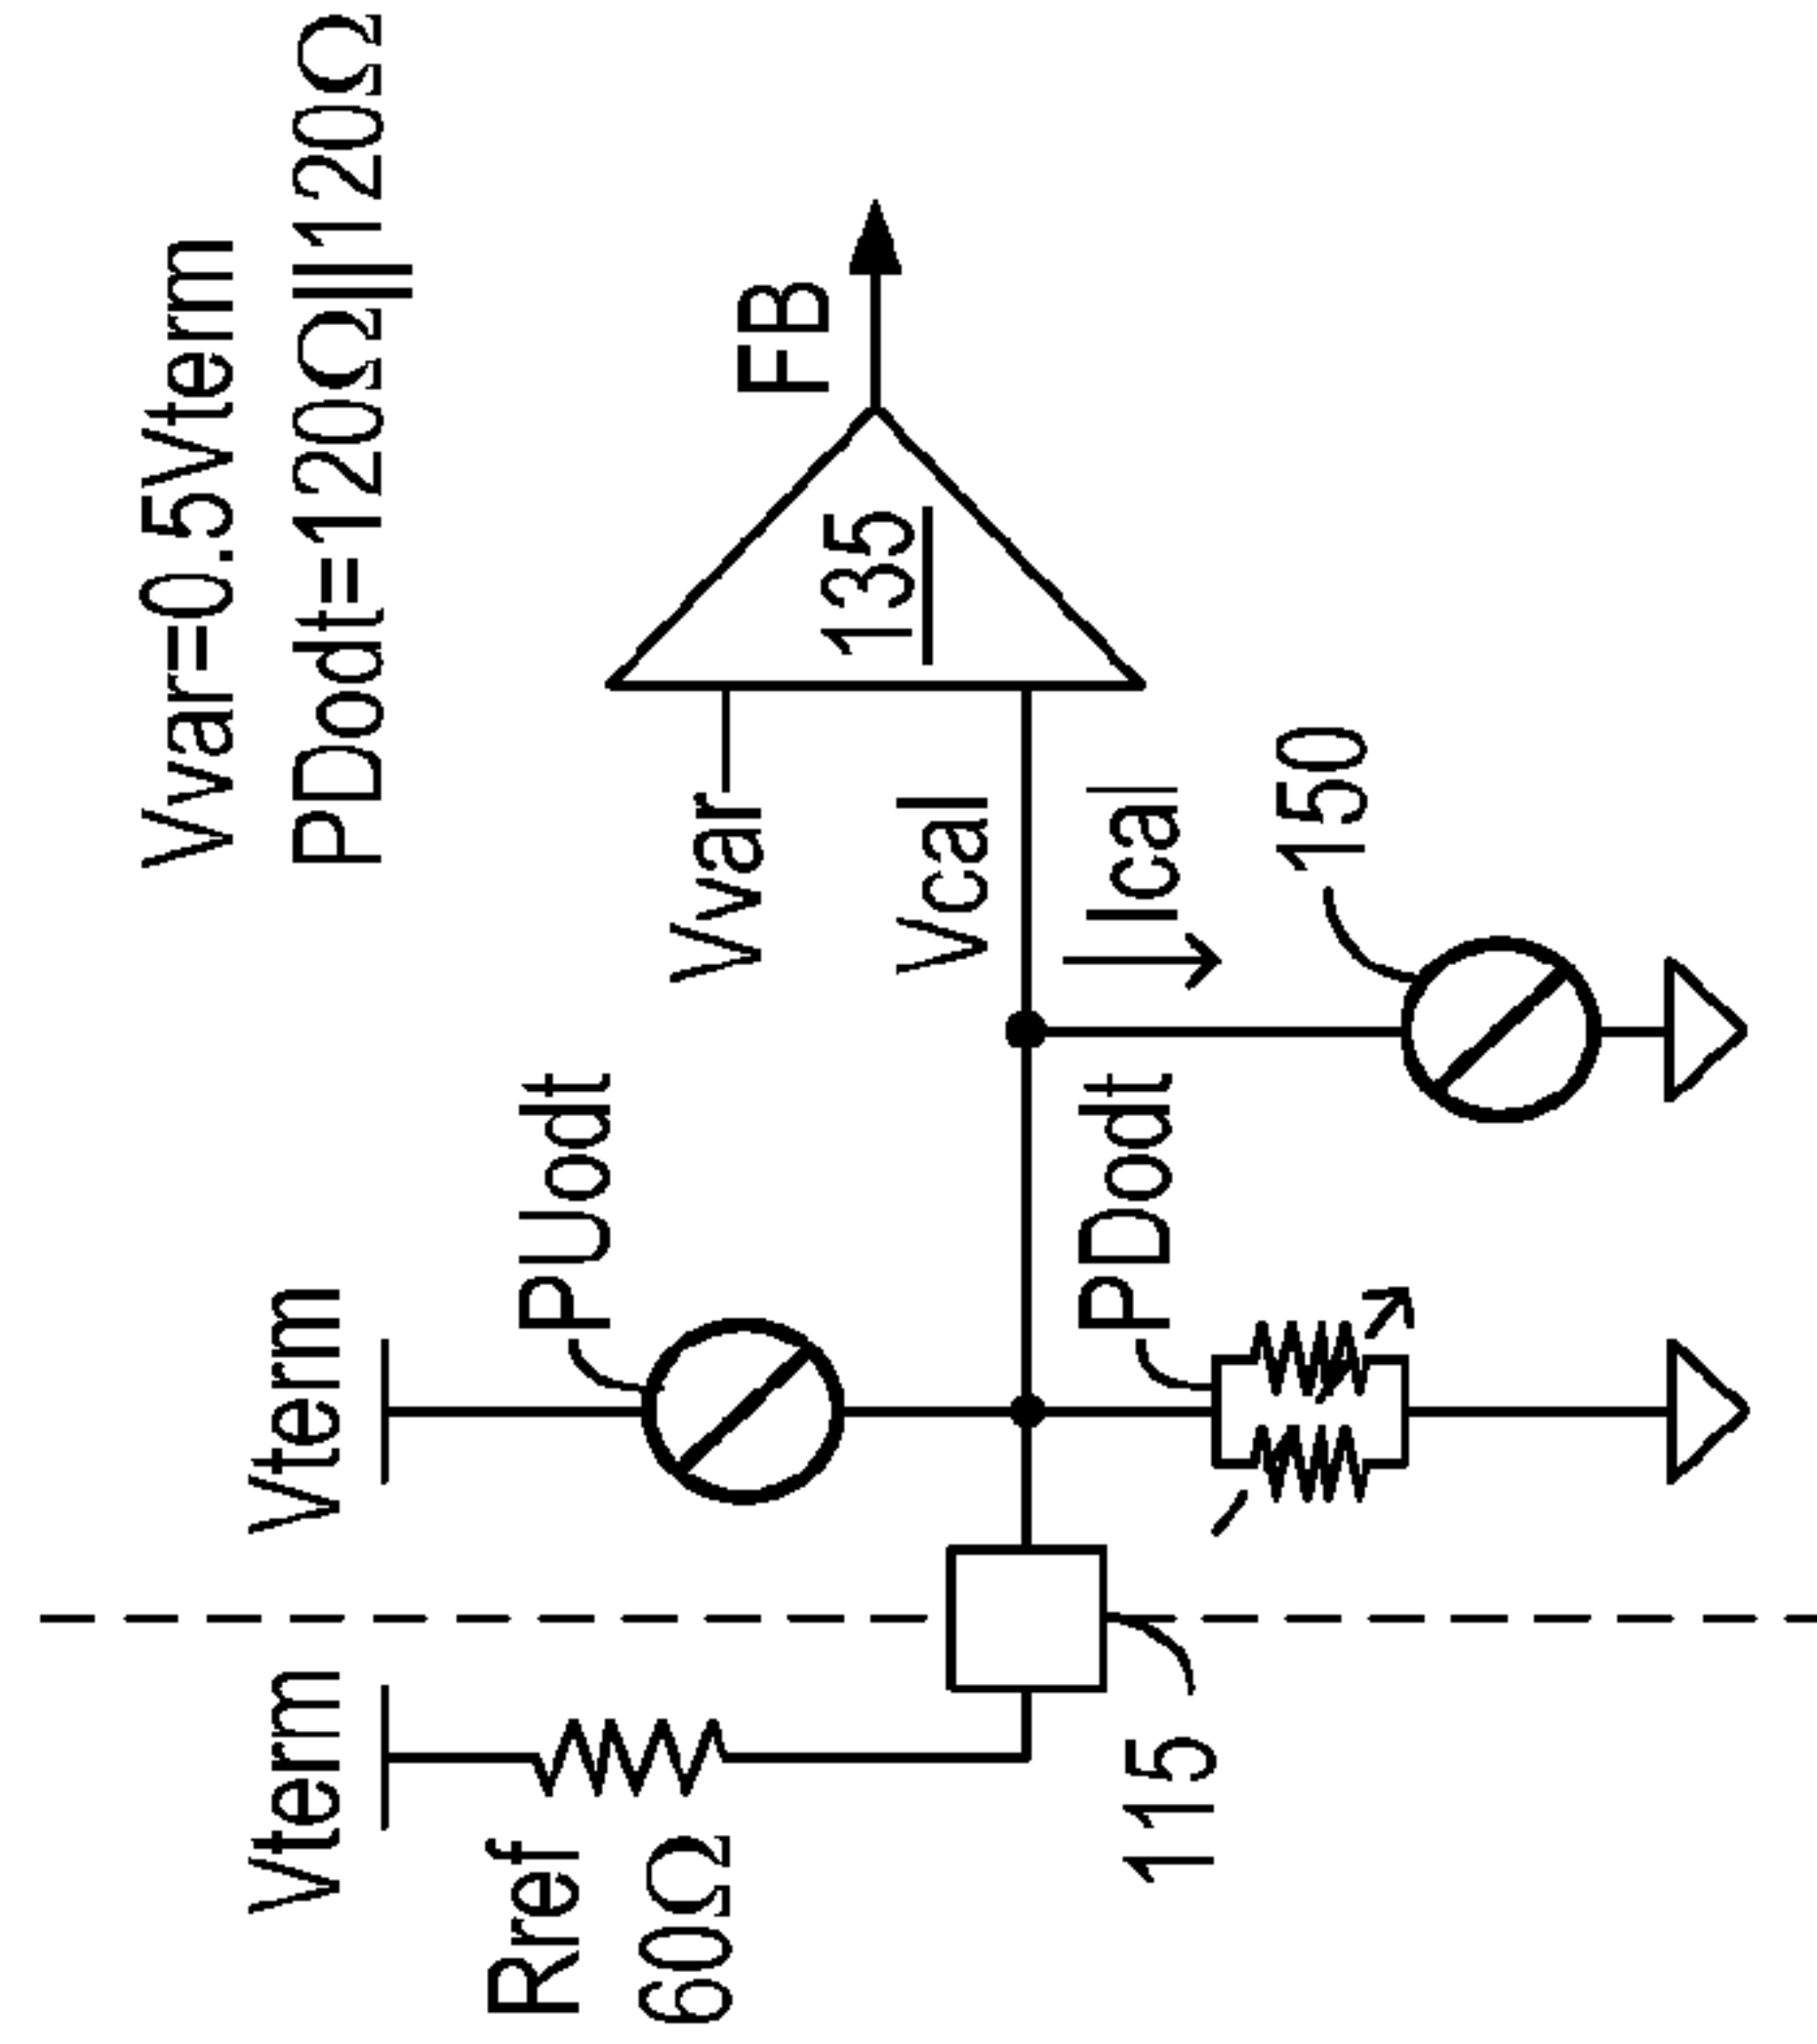 Vvar=0.5Vterm
PDodt=120Ω||120Ω
Vterm
Vterm
Rref
60Ω
PUodt
Vvar
FB
135
Vcal
Ical
PDodt
115
150